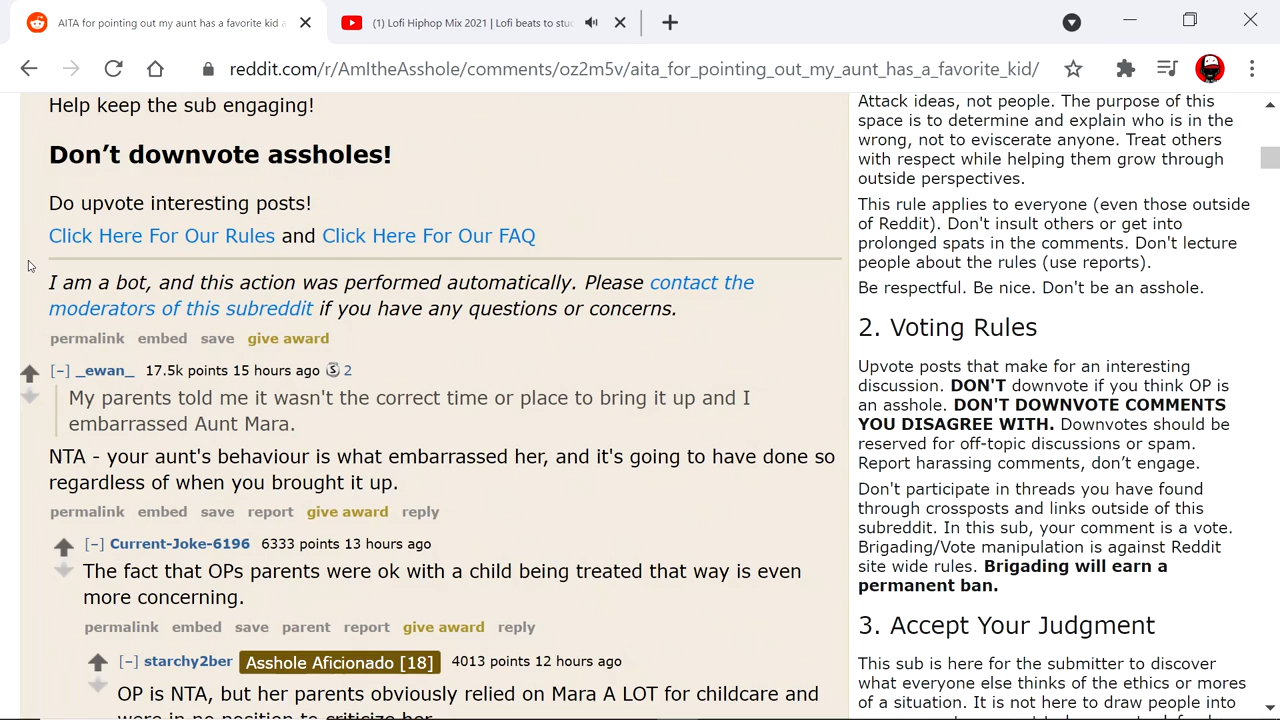 AITA for pointing out my aunt has a favorite kid a
(1) Lofi Hiphop Mix 2021 | Lofi beats to stu
reddit.com/r/AmItheAsshole/comments/oz2m5v/aita_for_pointing_out_my_aunt_has_a_favorite_kid/
Help keep the sub engaging!
Don’t downvote assholes!
Do upvote interesting posts!
Click Here For Our Rules and Click Here For Our FAQ
I am a bot, and this action was performed automatically. Please contact the
moderators of this subreddit if you have any questions or concerns.
permalink embed save give award
[–] _ewan_ 17.5k points 15 hours ago 2
My parents told me it wasn't the correct time or place to bring it up and I
embarrassed Aunt Mara.
NTA - your aunt's behaviour is what embarrassed her, and it's going to have done so
regardless of when you brought it up.
permalink embed save report give award reply
[–] Current-Joke-6196 6333 points 13 hours ago
The fact that OPs parents were ok with a child being treated that way is even
more concerning.
permalink embed save parent report give award reply
[–] starchy2ber Asshole Aficionado [18] 4013 points 12 hours ago
OP is NTA, but her parents obviously relied on Mara A LOT for childcare and
were in no position to criticize her.
Attack ideas, not people. The purpose of this
space is to determine and explain who is in the
wrong, not to eviscerate anyone. Treat others
with respect while helping them grow through
outside perspectives.
This rule applies to everyone (even those outside
of Reddit). Don't insult others or get into
prolonged spats in the comments. Don't lecture
people about the rules (use reports).
Be respectful. Be nice. Don't be an asshole.
2. Voting Rules
Upvote posts that make for an interesting
discussion. DON'T downvote if you think OP is
an asshole. DON'T DOWNVOTE COMMENTS
YOU DISAGREE WITH. Downvotes should be
reserved for off-topic discussions or spam.
Report harassing comments, don’t engage.
Don't participate in threads you have found
through crossposts and links outside of this
subreddit. In this sub, your comment is a vote.
Brigading/Vote manipulation is against Reddit
site wide rules. Brigading will earn a
permanent ban.
3. Accept Your Judgment
This sub is here for the submitter to discover
what everyone else thinks of the ethics or mores
of a situation. It is not here to draw people into